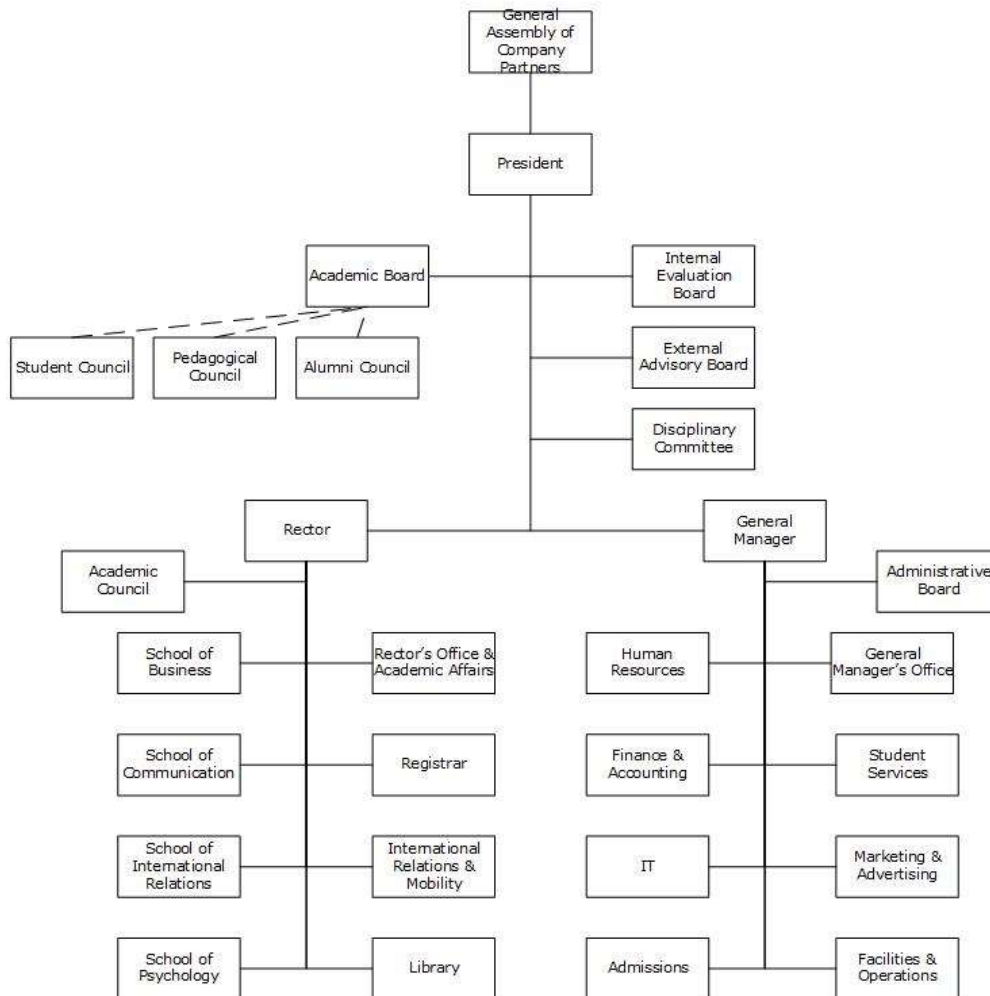 General
Assembly of
Company
Partners
President
Academic Board
Internal
Evaluation
Board
Student Council
Pedagogical
Council
Alumni Council
External
Advisory Board
Disciplinary
Committee
Rector
General
Manager
Academic
Council
Administrative
Board
School of
Business
Rector's Office &
Academic Affairs
Human
Resources
General
Manager's Office
School of
Communication
Registrar
Finance &
Accounting
Student
Services
School of
International
Relations
International
Relations &
Mobility
IT
Marketing &
Advertising
School of
Psychology
Library
Admissions
Facilities &
Operations